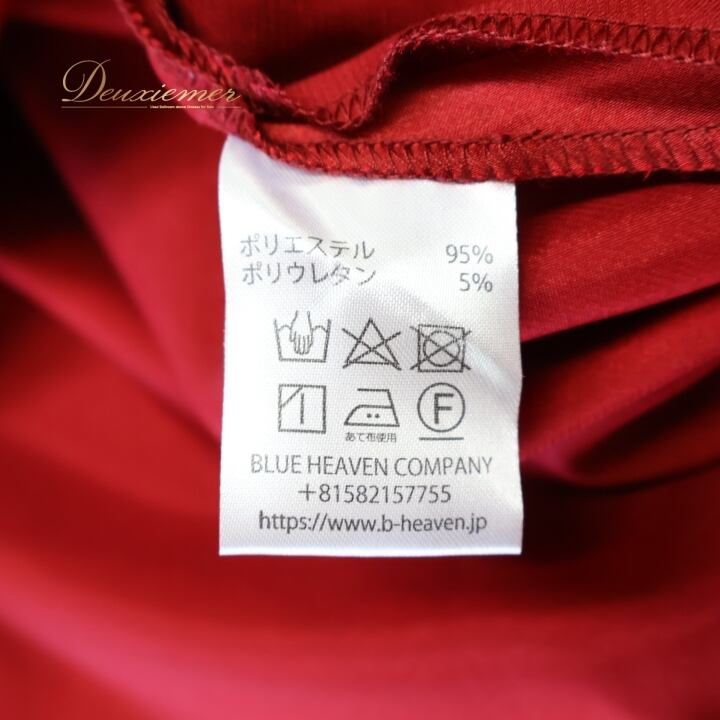 Deuxiemer
ポリエステル 95%
ポリウレタン 5%
あて布使用
F
BLUE HEAVEN COMPANY
+81582157755
https://www.b-heaven.jp